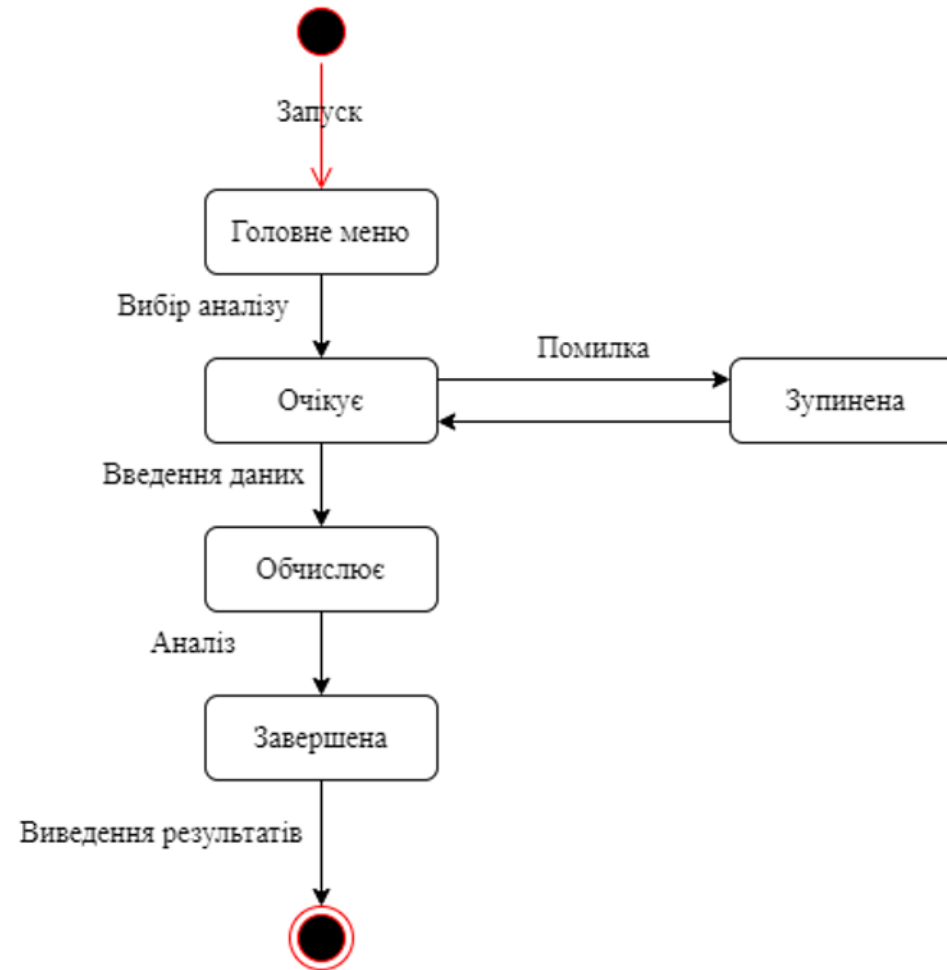 Запуск
Головне меню
Вибір аналізу
Помилка
Очікує
Зупинена
Введення даних
Обчислює
Аналіз
Завершена
Виведення результатів